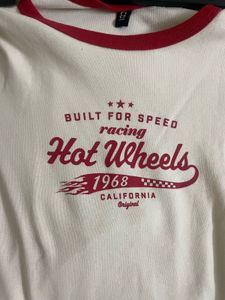 BUILT FOR SPEED
racing
Hot Wheels
1968
CALIFORNIA
Original